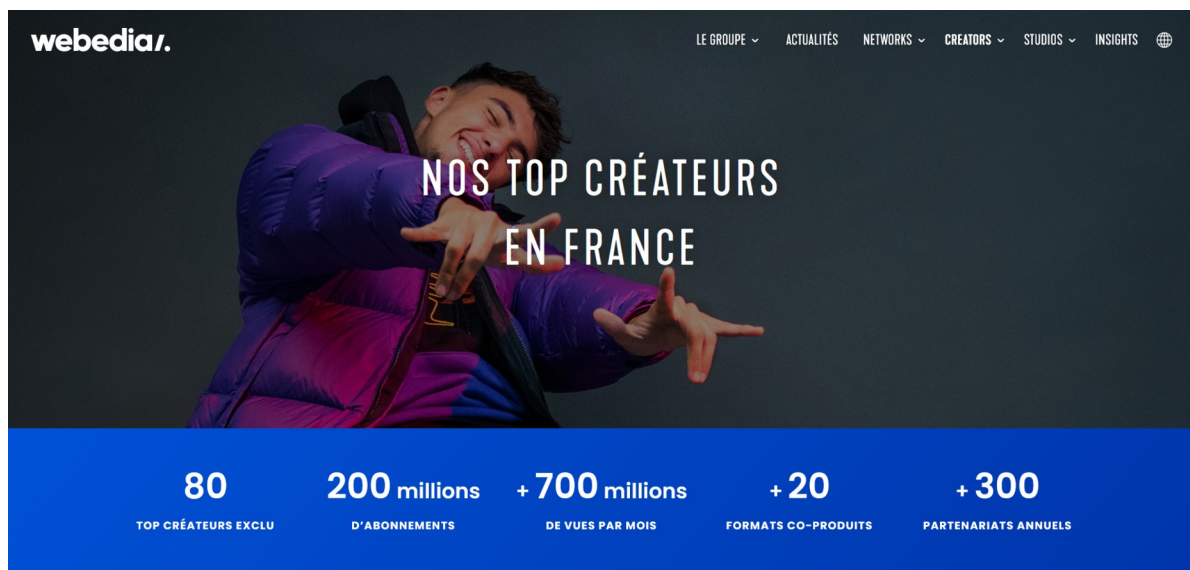 webedia/.
LE GROUPE
ACTUALITÉS
NETWORKS
CREATORS
STUDIOS
INSIGHTS
NOS TOP CRÉATEURS
EN FRANCE
80
TOP CRÉATEURS EXCLU
200 millions
D'ABONNEMENTS
+ 700 millions
DE VUES PAR MOIS
+ 20
FORMATS CO-PRODUITS
+ 300
PARTENARIATS ANNUELS